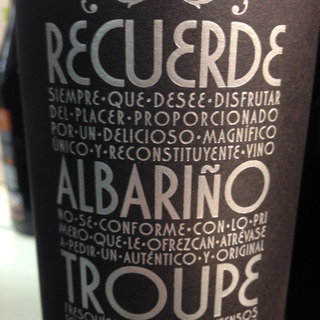 RECUERDE
SIEMPRE·QUE·DESEE·DISFRUTAR
DEL·PLACER·PROPORCIONADO
POR·UN·DELICIOSO·MAGNÍFICO
ÚNICO·Y·RECONSTITUYENTE·VINO
ALBARIÑO
NO·SE·CONFORME·CON·LO·PRI
MERO·QUE·LE·OFREZCAN·ATRÉVASE
A·PEDIR·UN·AUTÉNTICO·Y·ORIGINAL
TROUPE